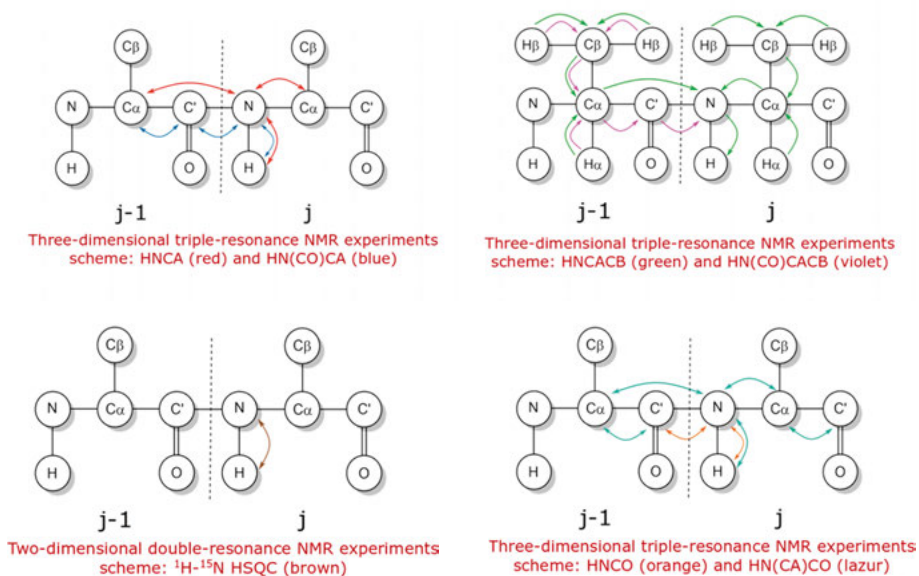 Cβ Cβ
N Cα C' N Cα C'
H O H O
j-1 j
Three-dimensional triple-resonance NMR experiments
scheme: HNCA (red) and HN(CO)CA (blue)
Hβ Cβ Hβ Hβ Cβ Hβ
N Cα C' N Cα C'
H Hα O H Hα O
j-1 j
Three-dimensional triple-resonance NMR experiments
scheme: HNCACB (green) and HN(CO)CACB (violet)
Cβ Cβ
N Cα C' N Cα C'
H O H O
j-1 j
Two-dimensional double-resonance NMR experiments
scheme: ¹H-¹⁵N HSQC (brown)
Cβ Cβ
N Cα C' N Cα C'
H O H O
j-1 j
Three-dimensional triple-resonance NMR experiments
scheme: HNCO (orange) and HN(CA)CO (lazur)